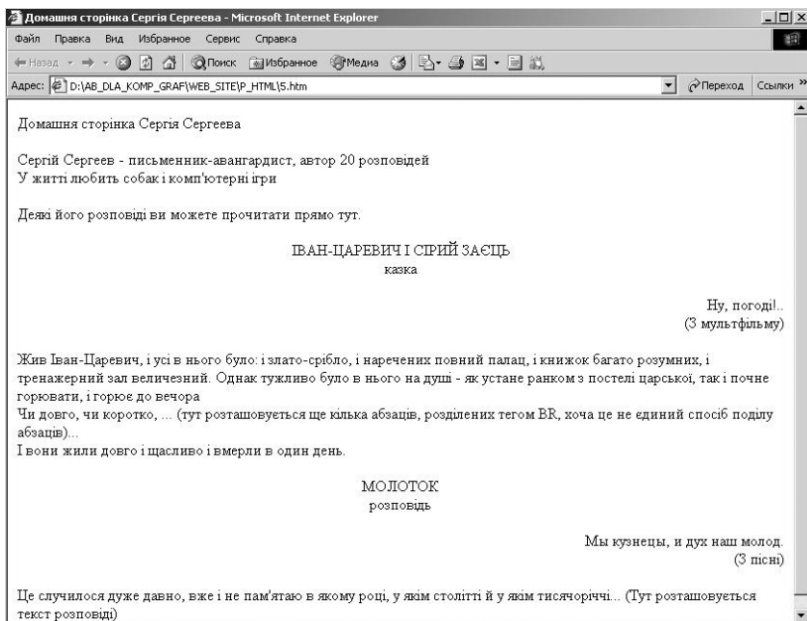 Домашня сторінка Сергія Сергеева - Microsoft Internet Explorer
Файл Правка Вид Избранное Сервис Справка
Назад Поиск Избранное Медиа
Адрес: D:\AB_DLA_KOMP_GRAF\WEB_SITE\P_HTML\5.htm Переход Ссылки »
Домашня сторінка Сергія Сергеева
Сергій Сергеев - письменник-авангардист, автор 20 розповідей
У житті любить собак і комп'ютерні ігри
Деякі його розповіді ви можете прочитати прямо тут.
ІВАН-ЦАРЕВИЧ І СІРИЙ ЗАЄЦЬ
казка
Ну, погоді!..
(З мультфільму)
Жив Іван-Царевич, і усі в нього було: і злато-срібло, і наречених повний палац, і книжок багато розумних, і
тренажерний зал величезний. Однак тужливо було в нього на душі - як устане ранком з постелі царської, так і почне
горювати, і горює до вечора
Чи довго, чи коротко, ... (тут розташовується ще кілька абзаців, розділених тегом BR, хоча це не єдиний спосіб поділу
абзаців)...
І вони жили довго і щасливо і вмерли в один день.
МОЛОТОК
розповідь
Мы кузнецы, и дух наш молод.
(З пісні)
Це случилося дуже давно, вже і не пам'ятаю в якому році, у якім столітті й у якім тисячоріччі... (Тут розташовується
текст розповіді)